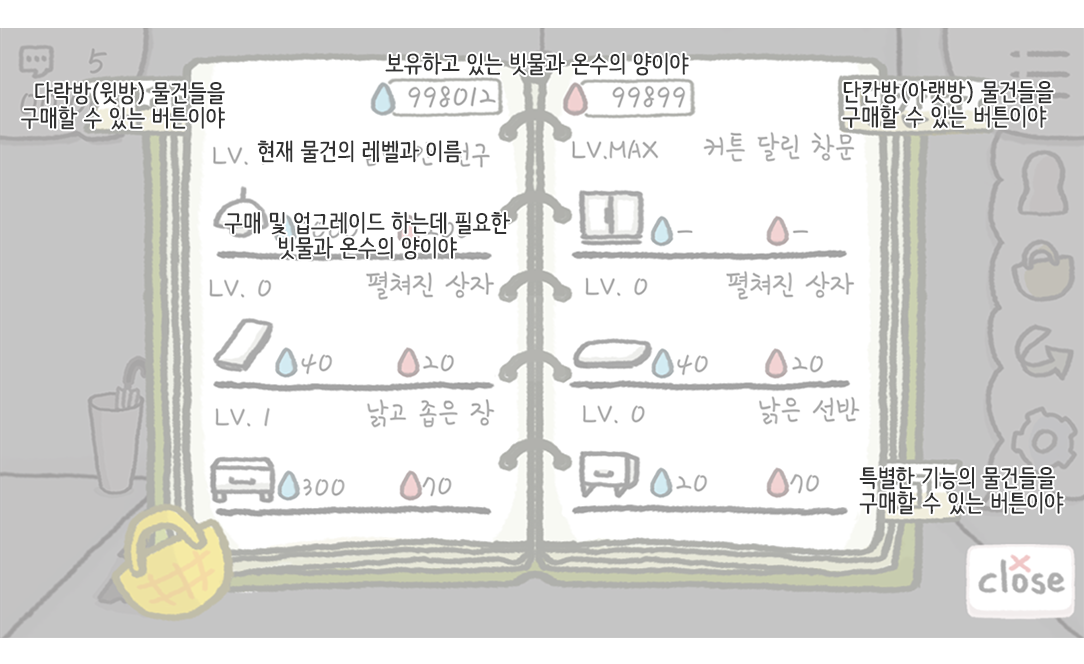 5
보유하고 있는 빗물과 온수의 양이야
다락방(윗방) 물건들을
구매할 수 있는 버튼이야
998012
99899
단칸방(아랫방) 물건들을
구매할 수 있는 버튼이야
LV. 현재 물건의 레벨과 이름
전구
LV.MAX 커튼 달린 창문
구매 및 업그레이드 하는데 필요한
빗물과 온수의 양이야
- -
LV. 0 펼쳐진 상자
LV. 0 펼쳐진 상자
40 20
40 20
LV. 1 낡고 좁은 장
LV. 0 낡은 선반
300 70
20 70
특별한 기능의 물건들을
구매할 수 있는 버튼이야
close